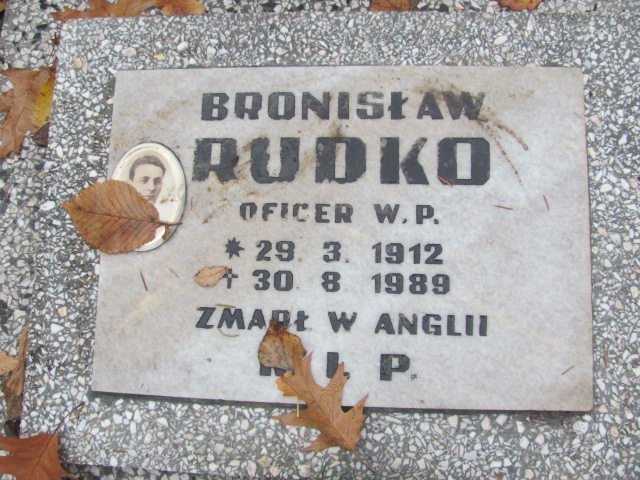 BRONISŁAW
RUDKO
OFICER W.P.
* 29. 3. 1912
† 30. 8. 1989
ZMARŁ W ANGLII
R. I. P.